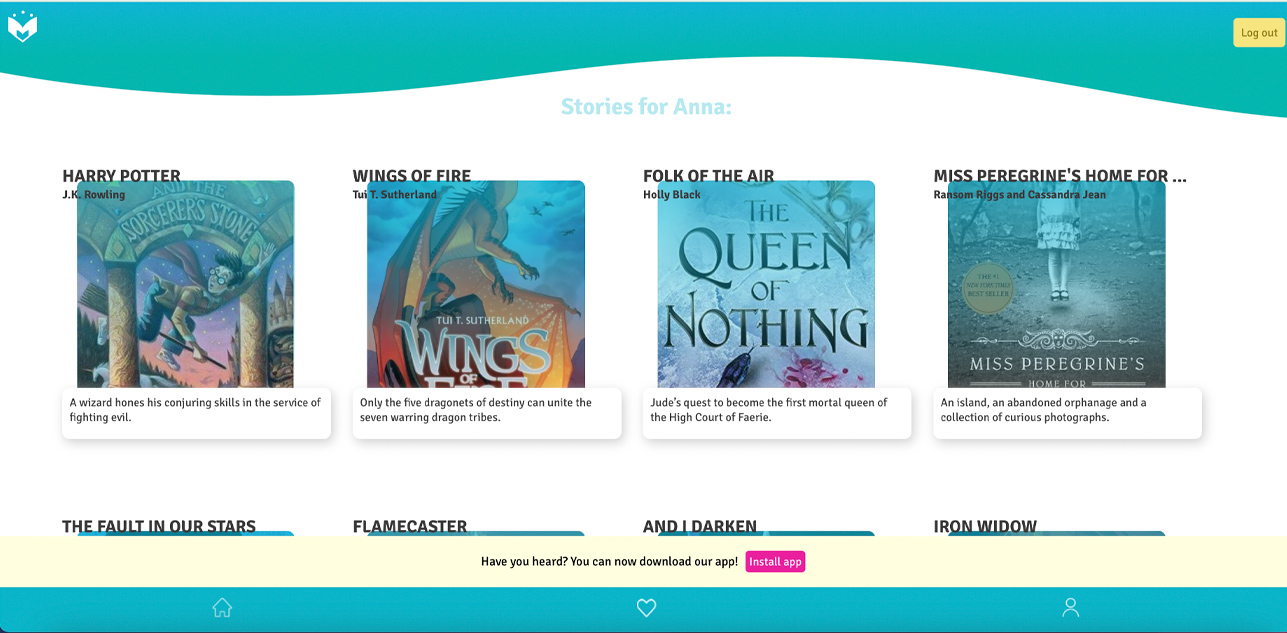 Log out
Stories for Anna:
HARRY POTTER
J.K. Rowling
AND THE
SORCERERS STONE
A wizard hones his conjuring skills in the service of
fighting evil.
WINGS OF FIRE
Tui T. Sutherland
TUI T. SUTHERLAND
WINGS
OF
FIRE
Only the five dragonets of destiny can unite the
seven warring dragon tribes.
FOLK OF THE AIR
Holly Black
THE
QUEEN
OF
NOTHING
Jude's quest to become the first mortal queen of
the High Court of Faerie.
MISS PEREGRINE'S HOME FOR ...
Ransom Riggs and Cassandra Jean
THE #1
NEW YORK TIMES
BEST SELLER
MISS PEREGRINE'S
HOME FOR
An island, an abandoned orphanage and a
collection of curious photographs.
THE FAULT IN OUR STARS
FLAMECASTER
AND I DARKEN
IRON WIDOW
Have you heard? You can now download our app!
Install app